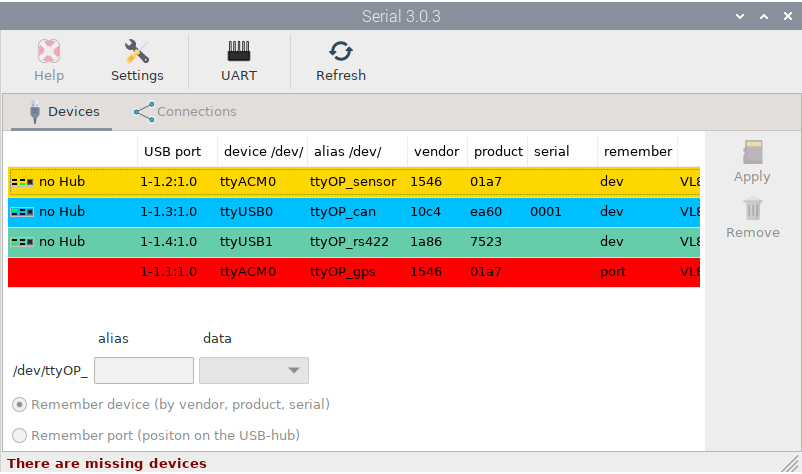 Serial 3.0.3
Help Settings UART Refresh
Devices Connections
USB port device /dev/ alias /dev/ vendor product serial remember
no Hub 1-1.2:1.0 ttyACM0 ttyOP_sensor 1546 01a7 dev VL8
no Hub 1-1.3:1.0 ttyUSB0 ttyOP_can 10c4 ea60 0001 dev VL8
no Hub 1-1.4:1.0 ttyUSB1 ttyOP_rs422 1a86 7523 dev VL8
1-1.1:1.0 ttyACM0 ttyOP_gps 1546 01a7 port VL8
Apply
Remove
alias data
/dev/ttyOP_
Remember device (by vendor, product, serial)
Remember port (positon on the USB-hub)
There are missing devices